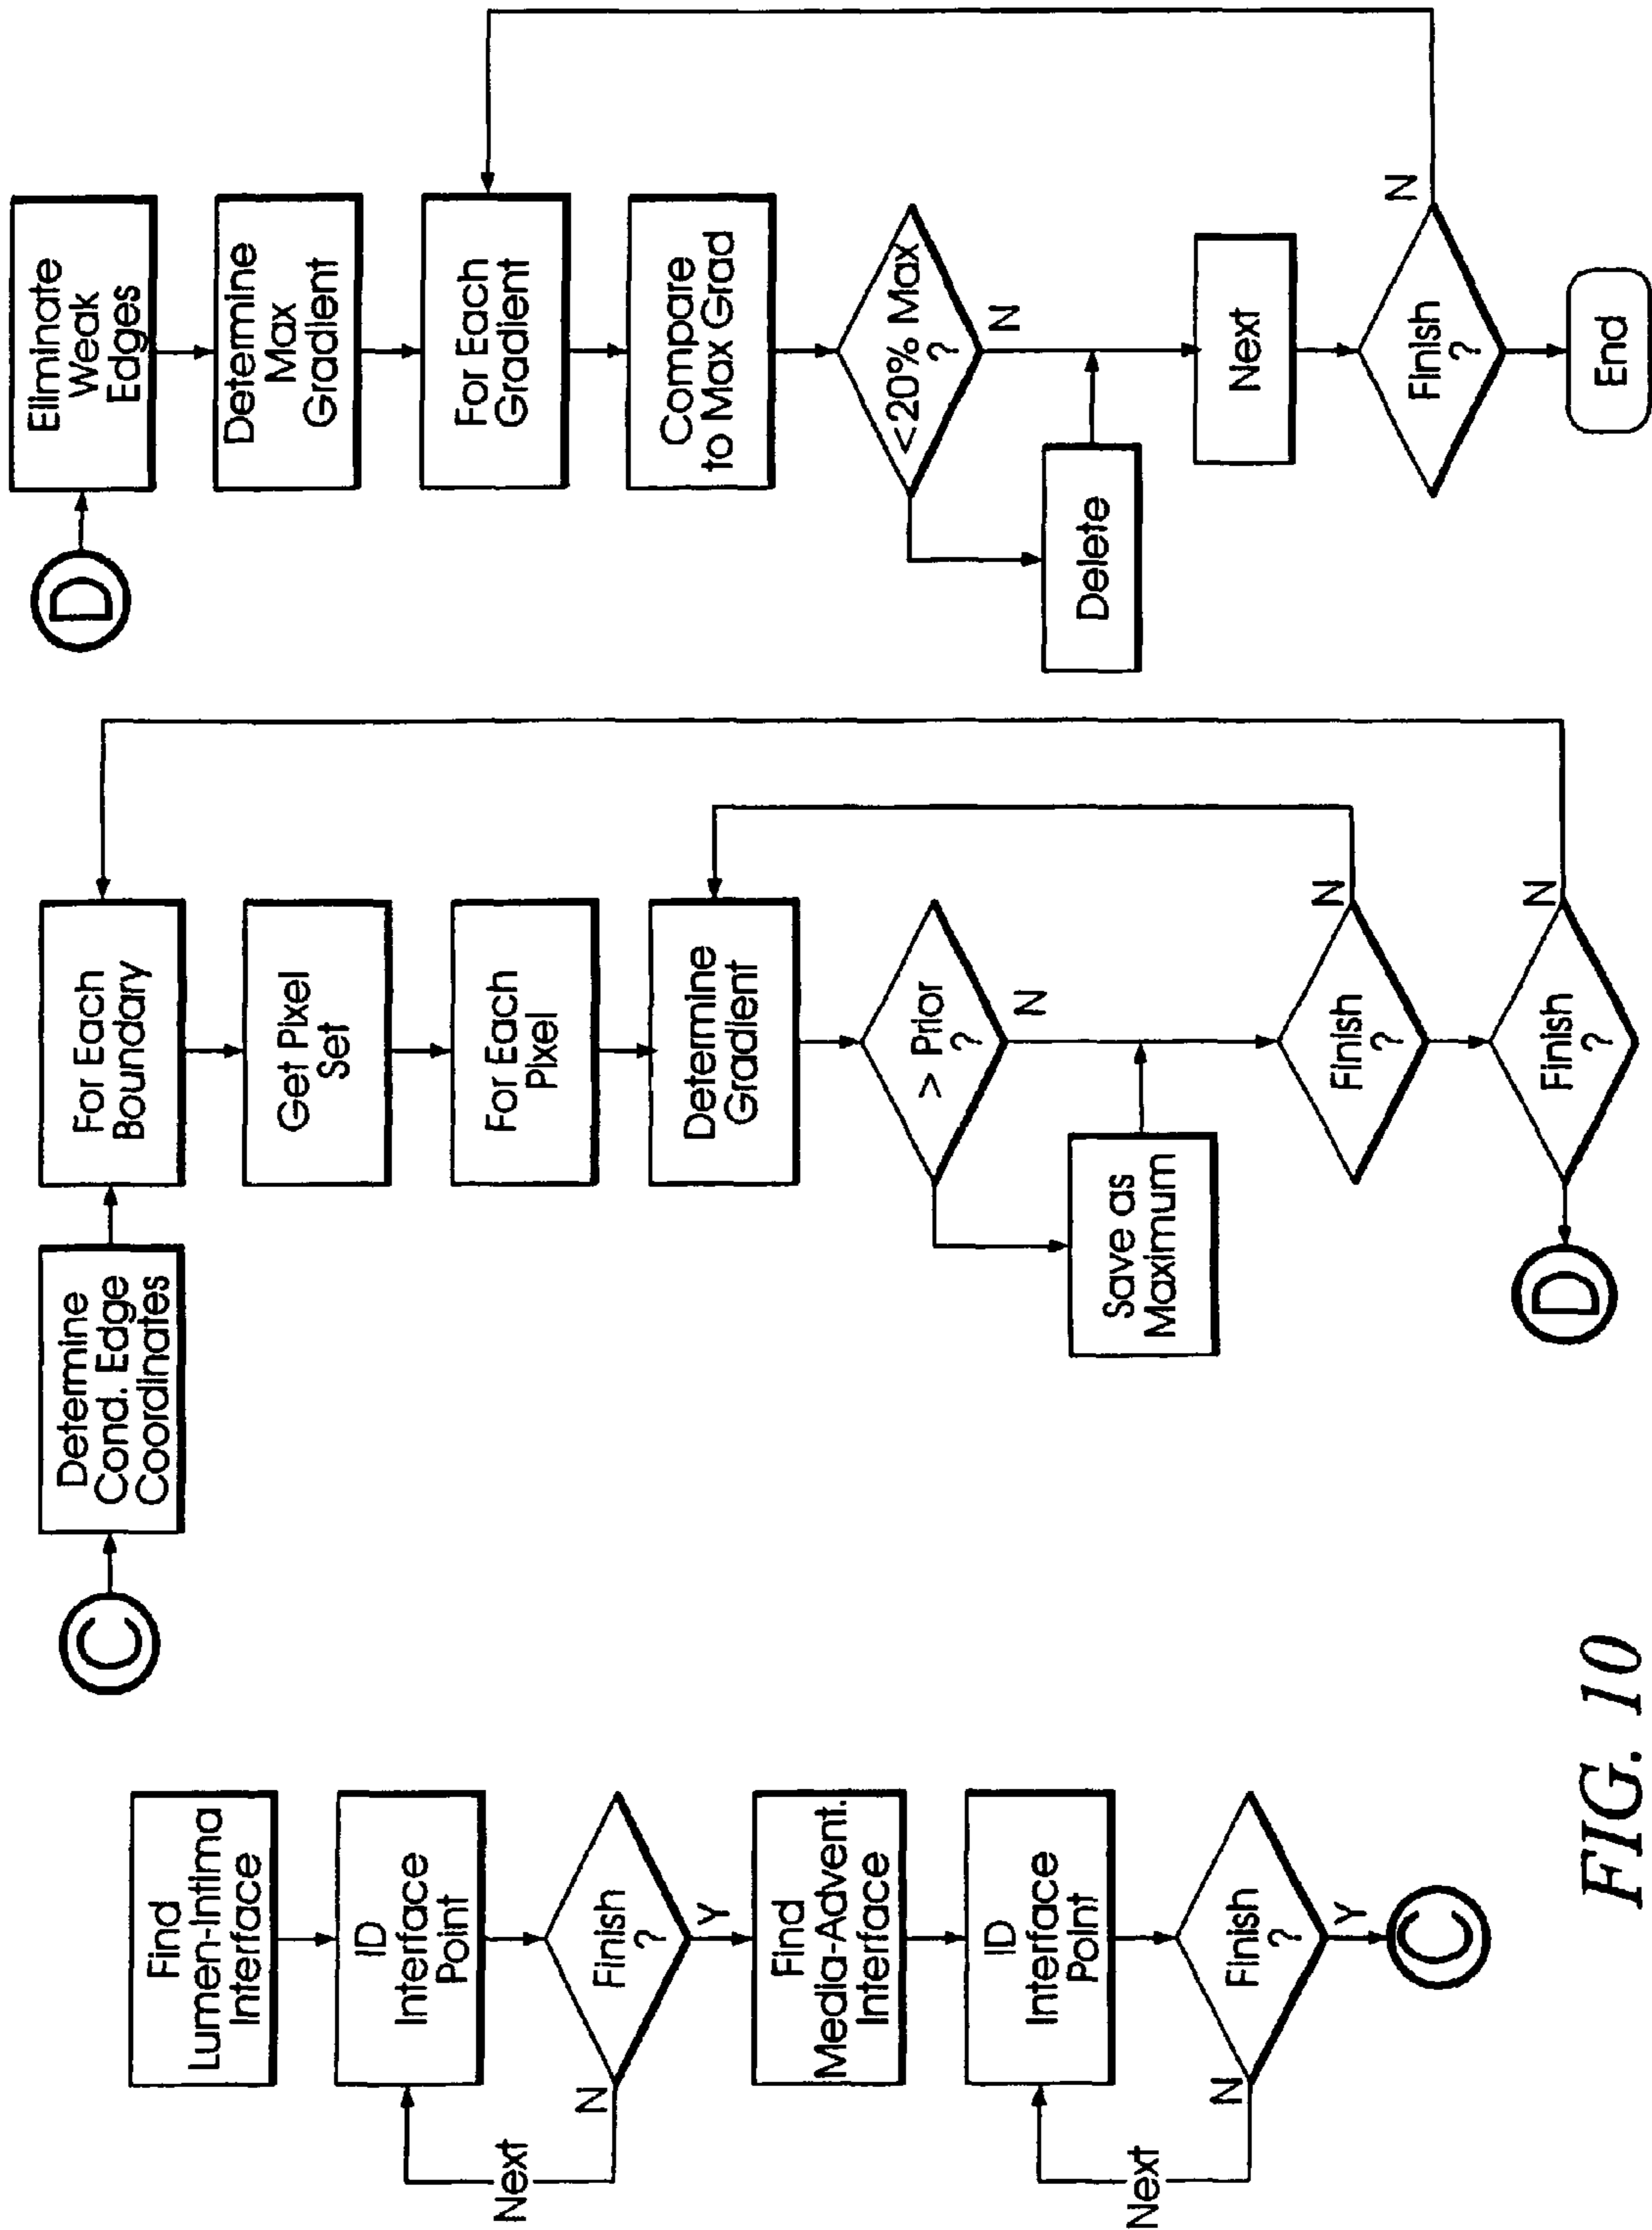 Find
Lumen-Intima
Interface
ID
Interface
Point
Next
N
Finish
?
Y
Find
Media-Advent.
Interface
ID
Interface
Point
Next
N
Finish
?
Y
C
C
Determine
Cond. Edge
Coordinates
For Each
Boundary
Get Pixel
Set
For Each
Pixel
Determine
Gradient
> Prior
?
N
Save as
Maximum
Finish
?
N
Finish
?
N
D
D
Eliminate
Weak
Edges
Determine
Max
Gradient
For Each
Gradient
Compare
to Max Grad
<20% Max
?
N
Delete
Next
Finish
?
N
End
FIG. 10